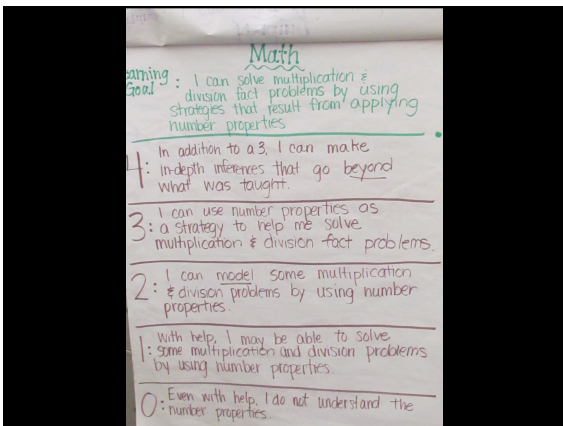 Math
earning : I can solve multiplication &
Goal division fact problems by using
strategies that result from applying
number properties
4: In addition to a 3, I can make
in-depth inferences that go beyond
what was taught.
3: I can use number properties as
a strategy to help me solve
multiplication & division fact problems.
2: I can model some multiplication
& division problems by using number
properties.
1: With help, I may be able to solve
some multiplication and division problems
by using number properties.
0: Even with help, I do not understand the
number properties.